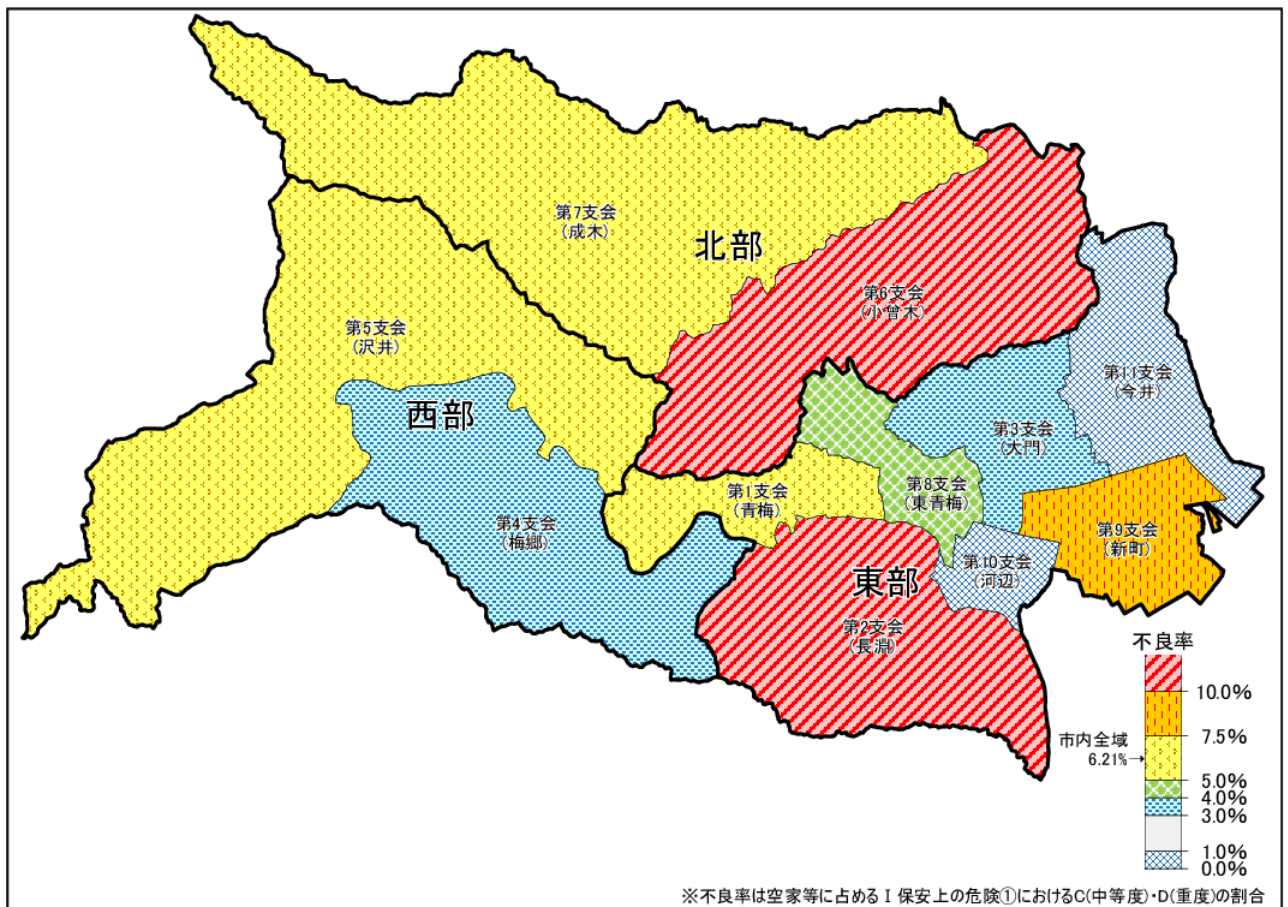 第7支会
(成木)
北部
第6支会
(小曾木)
第5支会
(沢井)
第11支会
(今井)
西部
第3支会
(大門)
第1支会
(青梅)
第8支会
(東青梅)
第4支会
(梅郷)
第9支会
(新町)
第10支会
(河辺)
東部
第2支会
(長淵)
不良率
10.0%
市内全域
7.5%
6.21%→
5.0%
4.0%
3.0%
1.0%
0.0%
※不良率は空家等に占めるⅠ保安上の危険①におけるC(中等度)・D(重度)の割合